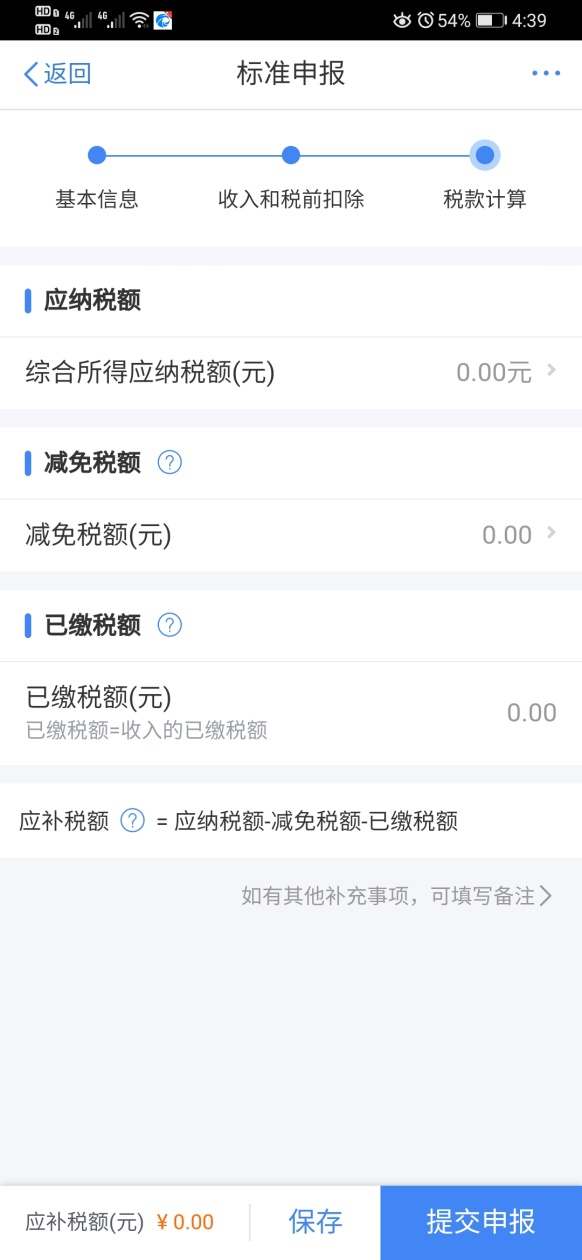 HD 1 4G 4G 54% 4:39
HD 2
返回 标准申报
基本信息 收入和税前扣除 税款计算
应纳税额
综合所得应纳税额(元) 0.00元
减免税额 ?
减免税额(元) 0.00
已缴税额 ?
已缴税额(元) 0.00
已缴税额=收入的已缴税额
应补税额 ? = 应纳税额-减免税额-已缴税额
如有其他补充事项，可填写备注
应补税额(元) ¥ 0.00 保存 提交申报